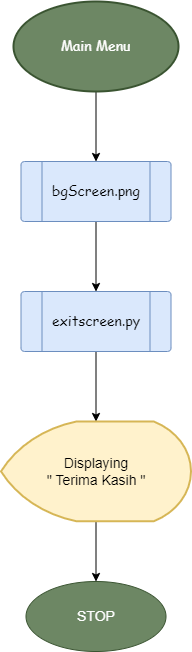 Main Menu
bgScreen.png
exitscreen.py
Displaying
" Terima Kasih "
STOP